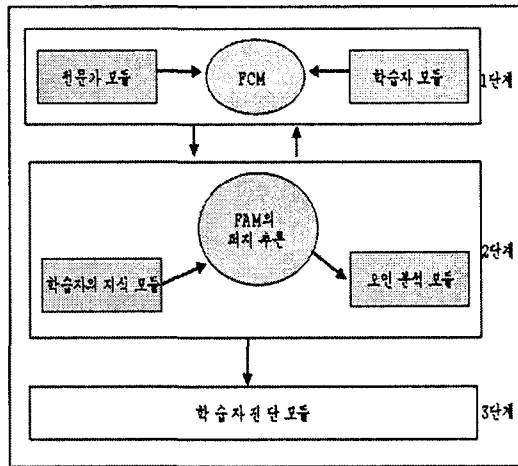 전문가 모듈
FCM
학습자 모듈
1단계
FAM의
퍼지 추론
학습자의 지식 모듈
오인 분석 모듈
2단계
학습자진단모듈
3단계